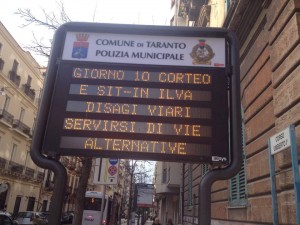 COMUNE DI TARANTO
POLIZIA MUNICIPALE
GIORNO 10 CORTEO
E SIT-IN ILVA
DISAGI VIARI
SERVIRSI DI VIE
ALTERNATIVE